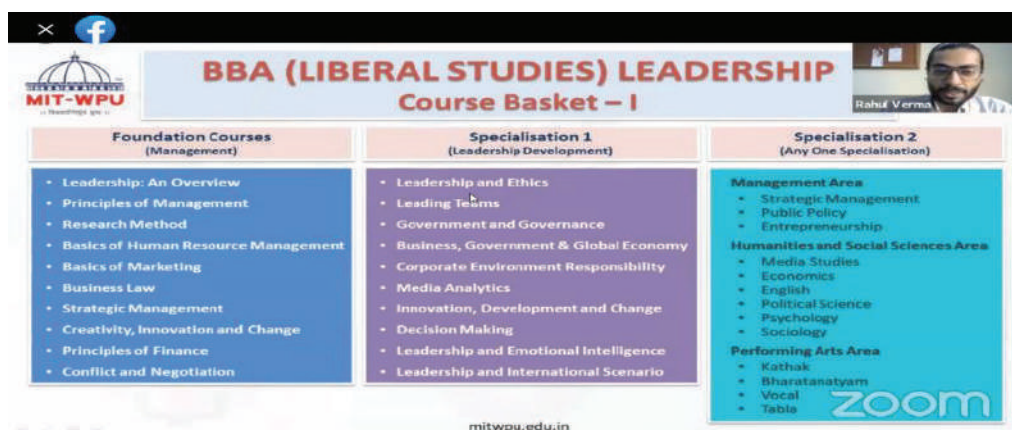 MIT-WPU
BBA (LIBERAL STUDIES) LEADERSHIP
Course Basket – I
Rahul Verma
Foundation Courses
(Management)
• Leadership: An Overview
• Principles of Management
• Research Method
• Basics of Human Resource Management
• Basics of Marketing
• Business Law
• Strategic Management
• Creativity, Innovation and Change
• Principles of Finance
• Conflict and Negotiation
Specialisation 1
(Leadership Development)
• Leadership and Ethics
• Leading Teams
• Government and Governance
• Business, Government & Global Economy
• Corporate Environment Responsibility
• Media Analytics
• Innovation, Development and Change
• Decision Making
• Leadership and Emotional Intelligence
• Leadership and International Scenario
Specialisation 2
(Any One Specialisation)
Management Area
• Strategic Management
• Public Policy
• Entrepreneurship
Humanities and Social Sciences Area
• Media Studies
• Economics
• English
• Political Science
• Psychology
• Sociology
Performing Arts Area
• Kathak
• Bharatanatyam
• Vocal
• Tabla
zoom
mitwpu.edu.in